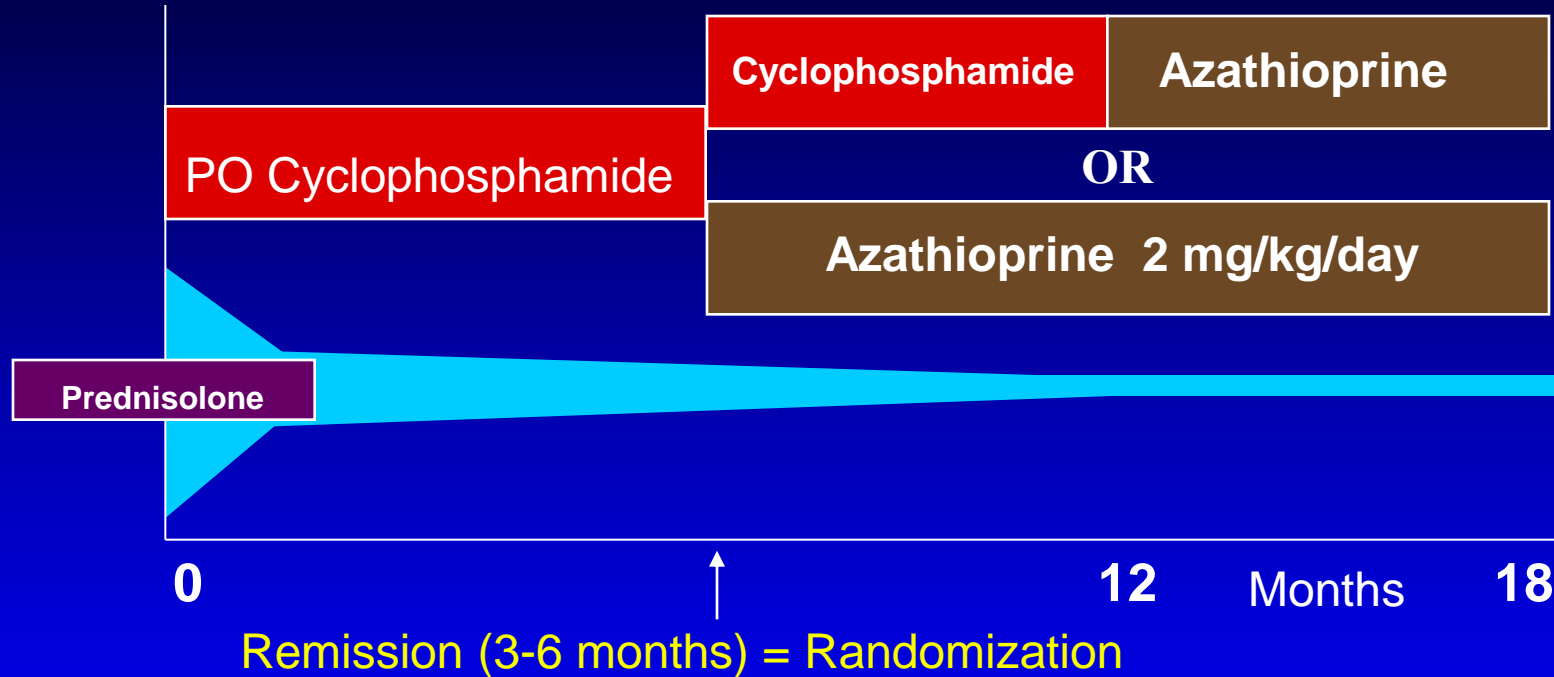 Cyclophosphamide
Azathioprine
PO Cyclophosphamide
OR
Azathioprine 2 mg/kg/day
Prednisolone
0
12
Months
18
Remission (3-6 months) = Randomization